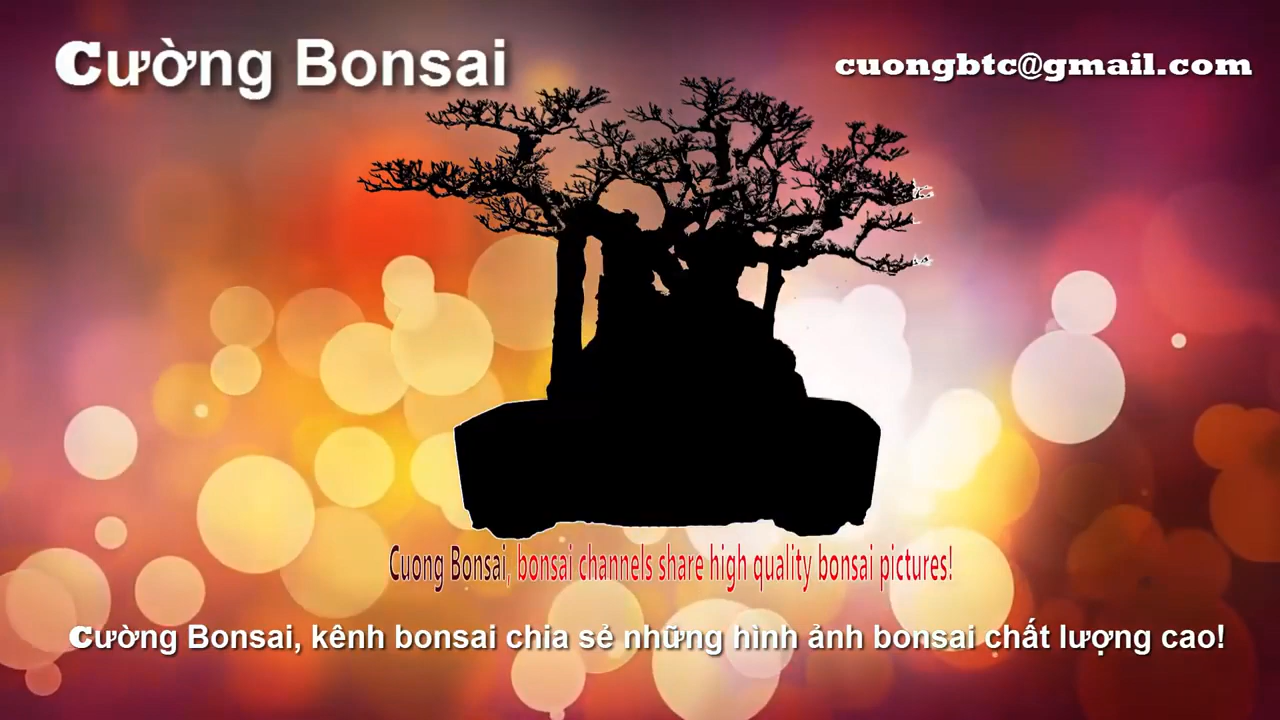 Cường Bonsai
cuongbtc@gmail.com
Cuong Bonsai, bonsai channels share high quality bonsai pictures!
Cường Bonsai, kênh bonsai chia sẻ những hình ảnh bonsai chất lượng cao!